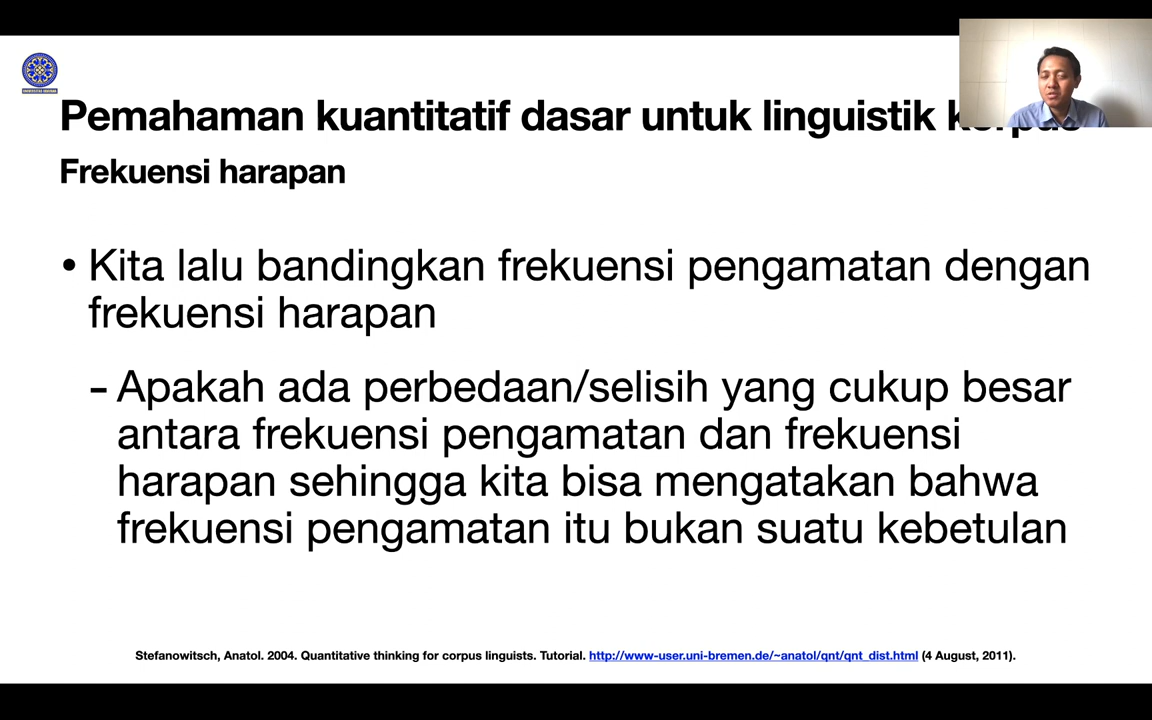 Pemahaman kuantitatif dasar untuk linguistik korpus
Frekuensi harapan
• Kita lalu bandingkan frekuensi pengamatan dengan
frekuensi harapan
- Apakah ada perbedaan/selisih yang cukup besar
antara frekuensi pengamatan dan frekuensi
harapan sehingga kita bisa mengatakan bahwa
frekuensi pengamatan itu bukan suatu kebetulan
Stefanowitsch, Anatol. 2004. Quantitative thinking for corpus linguists. Tutorial. http://www-user.uni-bremen.de/~anatol/qnt/qnt_dist.html (4 August, 2011).